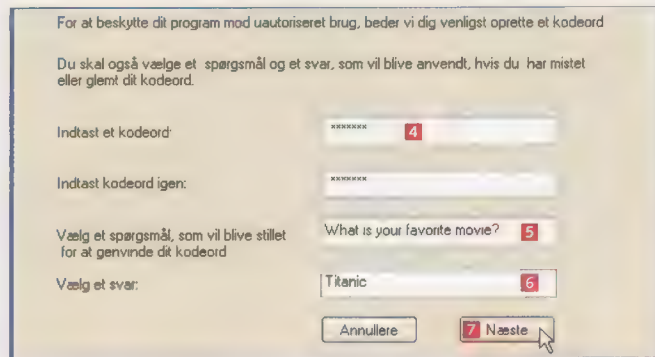 For at beskytte dit program mod uautoriseret brug, beder vi dig venligst oprette et kodeord
Du skal også vælge et spørgsmål og et svar, som vil blive anvendt, hvis du har mistet
eller glemt dit kodeord.
Indtast et kodeord:
******* 4
Indtast kodeord igen:
*******
Vælg et spørgsmål, som vil blive stillet
for at genvinde dit kodeord
What is your favorite movie? 5
Vælg et svar:
Titanic 6
Annullere
7 Næste